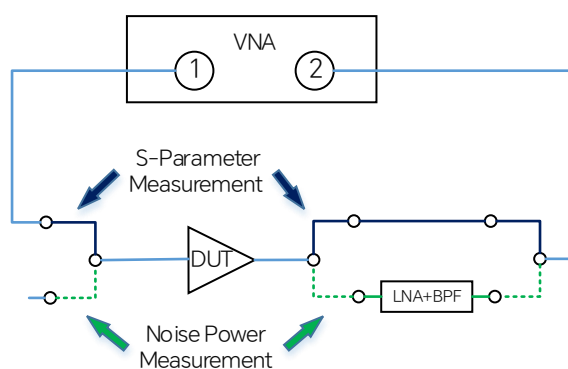 VNA
1
2
S-Parameter
Measurement
DUT
LNA+BPF
Noise Power
Measurement